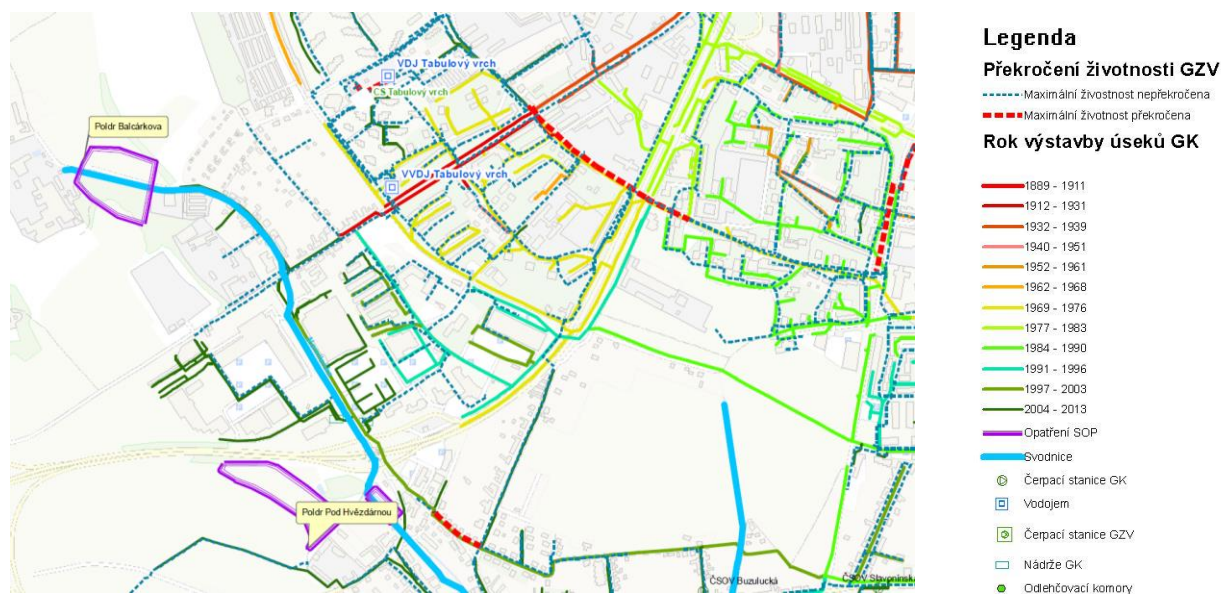 VDJ Tabulový vrch
ČS Tabulový vrch
Poldr Balcárkova
VVDJ Tabulový vrch
Poldr Pod Hvězdárnou
ČSOV Buzulucká
ČSOV Slavonínská
Legenda
Překročení životnosti GZV
Maximální živostnost nepřekročena
Maximální životnost překročena
Rok výstavby úseků GK
1889 - 1911
1912 - 1931
1932 - 1939
1940 - 1951
1952 - 1961
1962 - 1968
1969 - 1976
1977 - 1983
1984 - 1990
1991 - 1996
1997 - 2003
2004 - 2013
Opatření SOP
Svodnice
Čerpací stanice GK
Vodojem
Čerpací stanice GZV
Nádrže GK
Odlehčovací komory